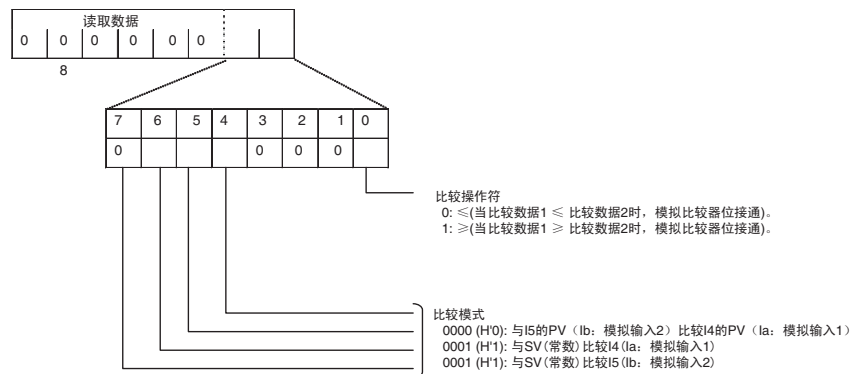 读取数据
0 0 0 0 0 0
8
7 6 5 4 3 2 1 0
0 0 0 0
比较操作符
0: ≤(当比较数据1 ≤ 比较数据2时，模拟比较器位接通)。
1: ≥(当比较数据1 ≥ 比较数据2时，模拟比较器位接通)。
比较模式
0000 (H'0): 与I5的PV（Ib：模拟输入2）比较I4的PV（Ia：模拟输入1）
0001 (H'1): 与SV(常数)比较I4(Ia：模拟输入1)
0001 (H'1): 与SV(常数)比较I5(Ib：模拟输入2)